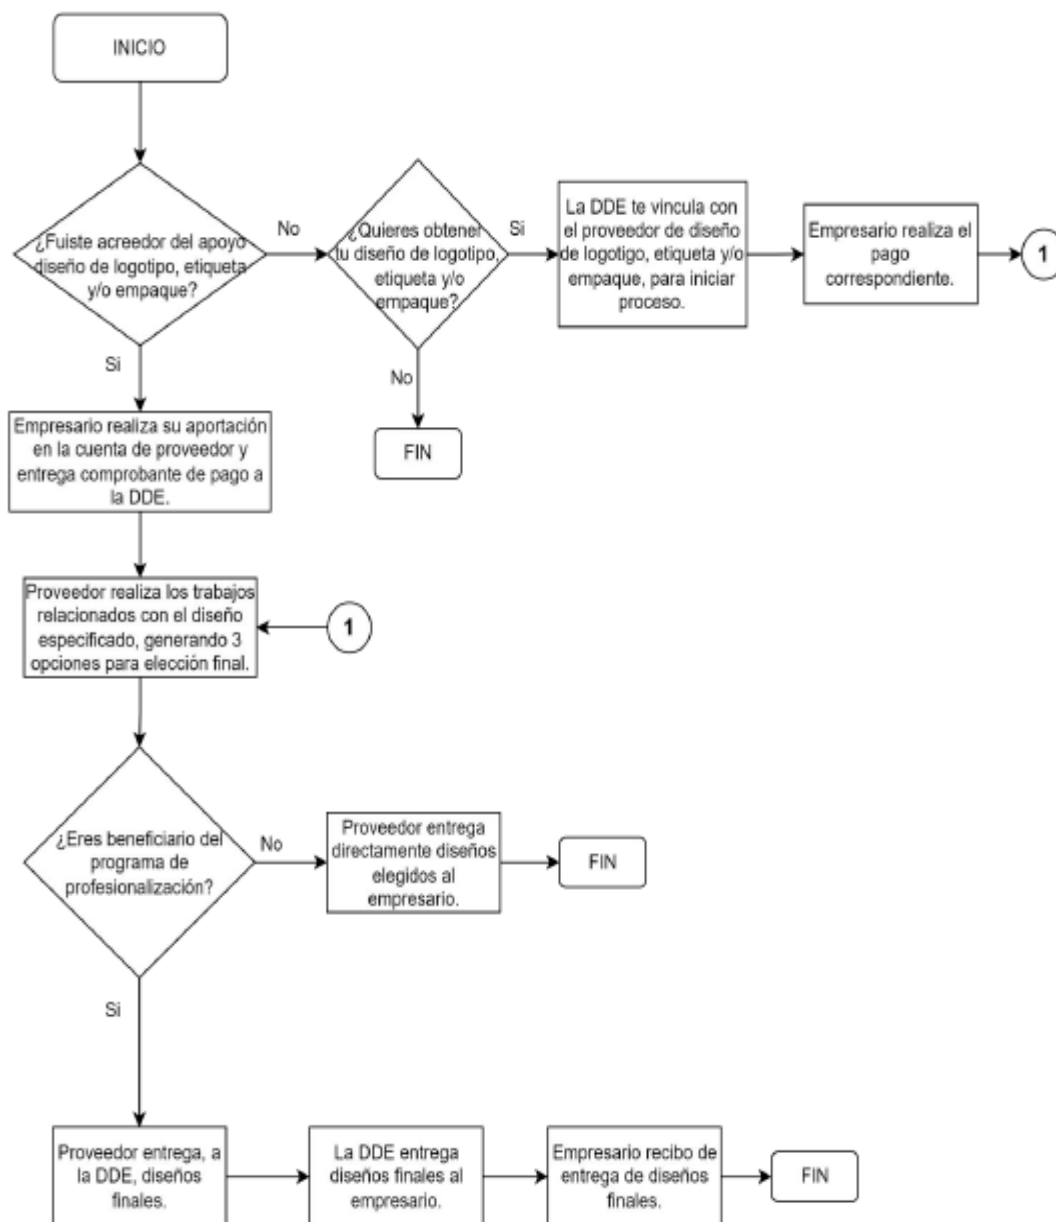 INICIO
¿Fuiste acreedor del apoyo
diseño de logotipo, etiqueta
y/o empaque?
No
¿Quieres obtener
tu diseño de logotipo,
etiqueta y/o
empaque?
Si
La DDE te vincula con
el proveedor de diseño
de logotigo, etiqueta y/o
empaque, para iniciar
proceso.
Empresario realiza el
pago
correspondiente.
1
Si
No
FIN
Empresario realiza su aportación
en la cuenta de proveedor y
entrega comprobante de pago a
la DDE.
Proveedor realiza los trabajos
relacionados con el diseño
especificado, generando 3
opciones para elección final.
1
¿Eres beneficiario del
programa de
profesionalización?
No
Proveedor entrega
directamente diseños
elegidos al
empresario.
FIN
Si
Proveedor entrega, a
la DDE, diseños
finales.
La DDE entrega
diseños finales al
empresario.
Empresario recibo de
entrega de diseños
finales.
FIN